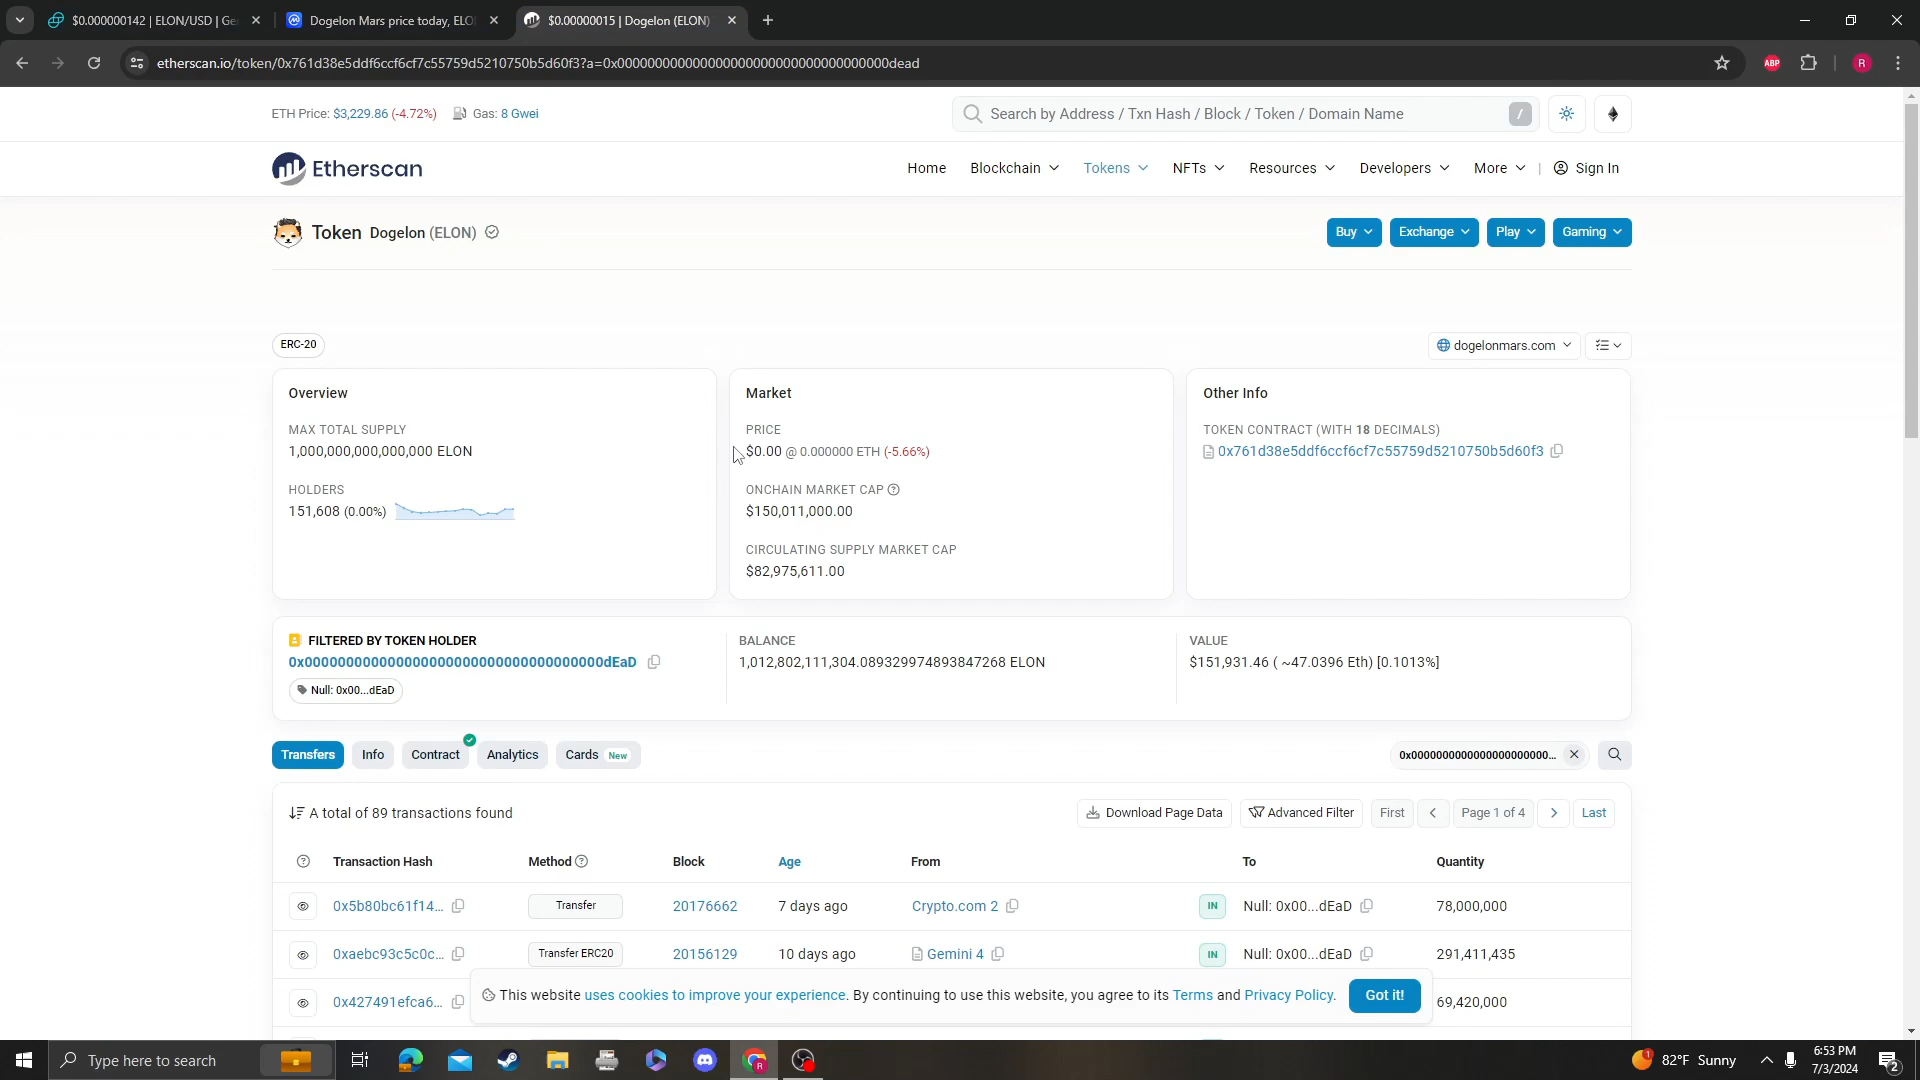 $0.000000142 | ELON/USD | Ge
Dogelon Mars price today, ELO
$0.00000015 | Dogelon (ELON)
etherscan.io/token/0x761d38e5ddf6ccf6cf7c55759d5210750b5d60f3?a=0x000000000000000000000000000000000000dead
ABP
R
ETH Price: $3,229.86 (-4.72%) Gas: 8 Gwei
Search by Address / Txn Hash / Block / Token / Domain Name /
Etherscan
Home Blockchain Tokens NFTs Resources Developers More | Sign In
Token Dogelon (ELON)
Buy Exchange Play Gaming
ERC-20
dogelonmars.com
Overview
MAX TOTAL SUPPLY
1,000,000,000,000,000 ELON
HOLDERS
151,608 (0.00%)
Market
PRICE
$0.00 @ 0.000000 ETH (-5.66%)
ONCHAIN MARKET CAP
$150,011,000.00
CIRCULATING SUPPLY MARKET CAP
$82,975,611.00
Other Info
TOKEN CONTRACT (WITH 18 DECIMALS)
0x761d38e5ddf6ccf6cf7c55759d5210750b5d60f3
FILTERED BY TOKEN HOLDER
0x000000000000000000000000000000000000dEaD
Null: 0x00...dEaD
BALANCE
1,012,802,111,304.089329974893847268 ELON
VALUE
$151,931.46 ( ~47.0396 Eth) [0.1013%]
Transfers Info Contract Analytics Cards New
0x0000000000000000000000...
A total of 89 transactions found
Download Page Data Advanced Filter First Page 1 of 4 Last
Transaction Hash Method Block Age From To Quantity
0x5b80bc61f14... Transfer 20176662 7 days ago Crypto.com 2 IN Null: 0x00...dEaD 78,000,000
0xaebc93c5c0c... Transfer ERC20 20156129 10 days ago Gemini 4 IN Null: 0x00...dEaD 291,411,435
0x427491efca6... 69,420,000
This website uses cookies to improve your experience. By continuing to use this website, you agree to its Terms and Privacy Policy. Got it!
Type here to search
R
1
82°F Sunny
6:53 PM
7/3/2024
2